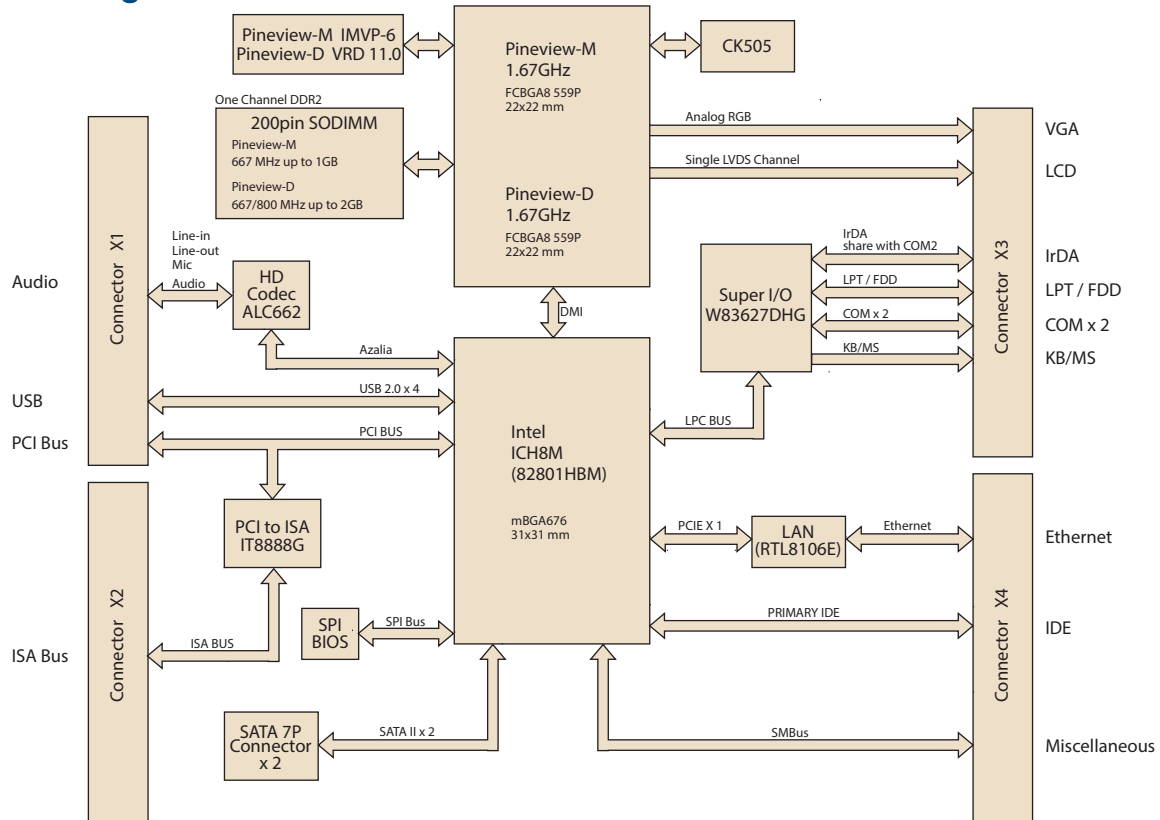 Pineview-M IMVP-6
Pineview-D VRD 11.0
Pineview-M
1.67GHz
FCBGA8 559P
22x22 mm
CK505
One Channel DDR2
200pin SODIMM
Pineview-M
667 MHz up to 1GB
Pineview-D
667/800 MHz up to 2GB
Pineview-D
1.67GHz
FCBGA8 559P
22x22 mm
Analog RGB
VGA
Single LVDS Channel
LCD
Connector X1
Line-in
Line-out
Mic
Audio
Audio
HD
Codec
ALC662
Super I/O
W83627DHG
IrDA
share with COM2
IrDA
LPT / FDD
LPT / FDD
COM x 2
COM x 2
KB/MS
KB/MS
Connector X3
DMI
Azalia
USB
USB 2.0 x 4
PCI Bus
PCI BUS
LPC BUS
Intel
ICH8M
(82801HBM)
mBGA676
31x31 mm
PCI to ISA
IT8888G
PCIE X 1
LAN
(RTL8106E)
Ethernet
Ethernet
Connector X2
SPI
BIOS
SPI Bus
PRIMARY IDE
IDE
Connector X4
ISA Bus
ISA BUS
SATA 7P
Connector
x 2
SATA II x 2
SMBus
Miscellaneous